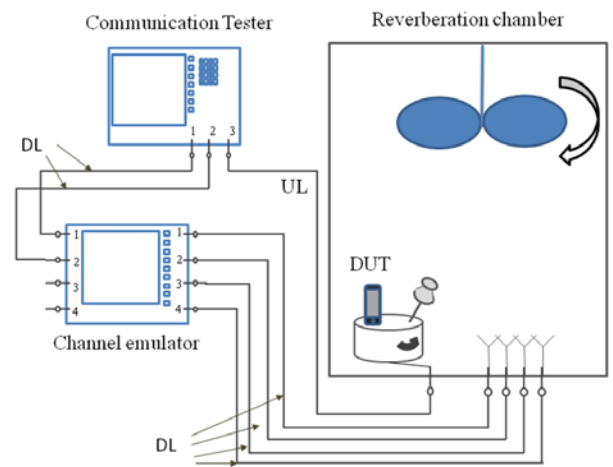 Communication Tester
Reverberation chamber
1 2 3
DL
UL
1 1
2 2
3 3
4 4
DUT
Channel emulator
DL